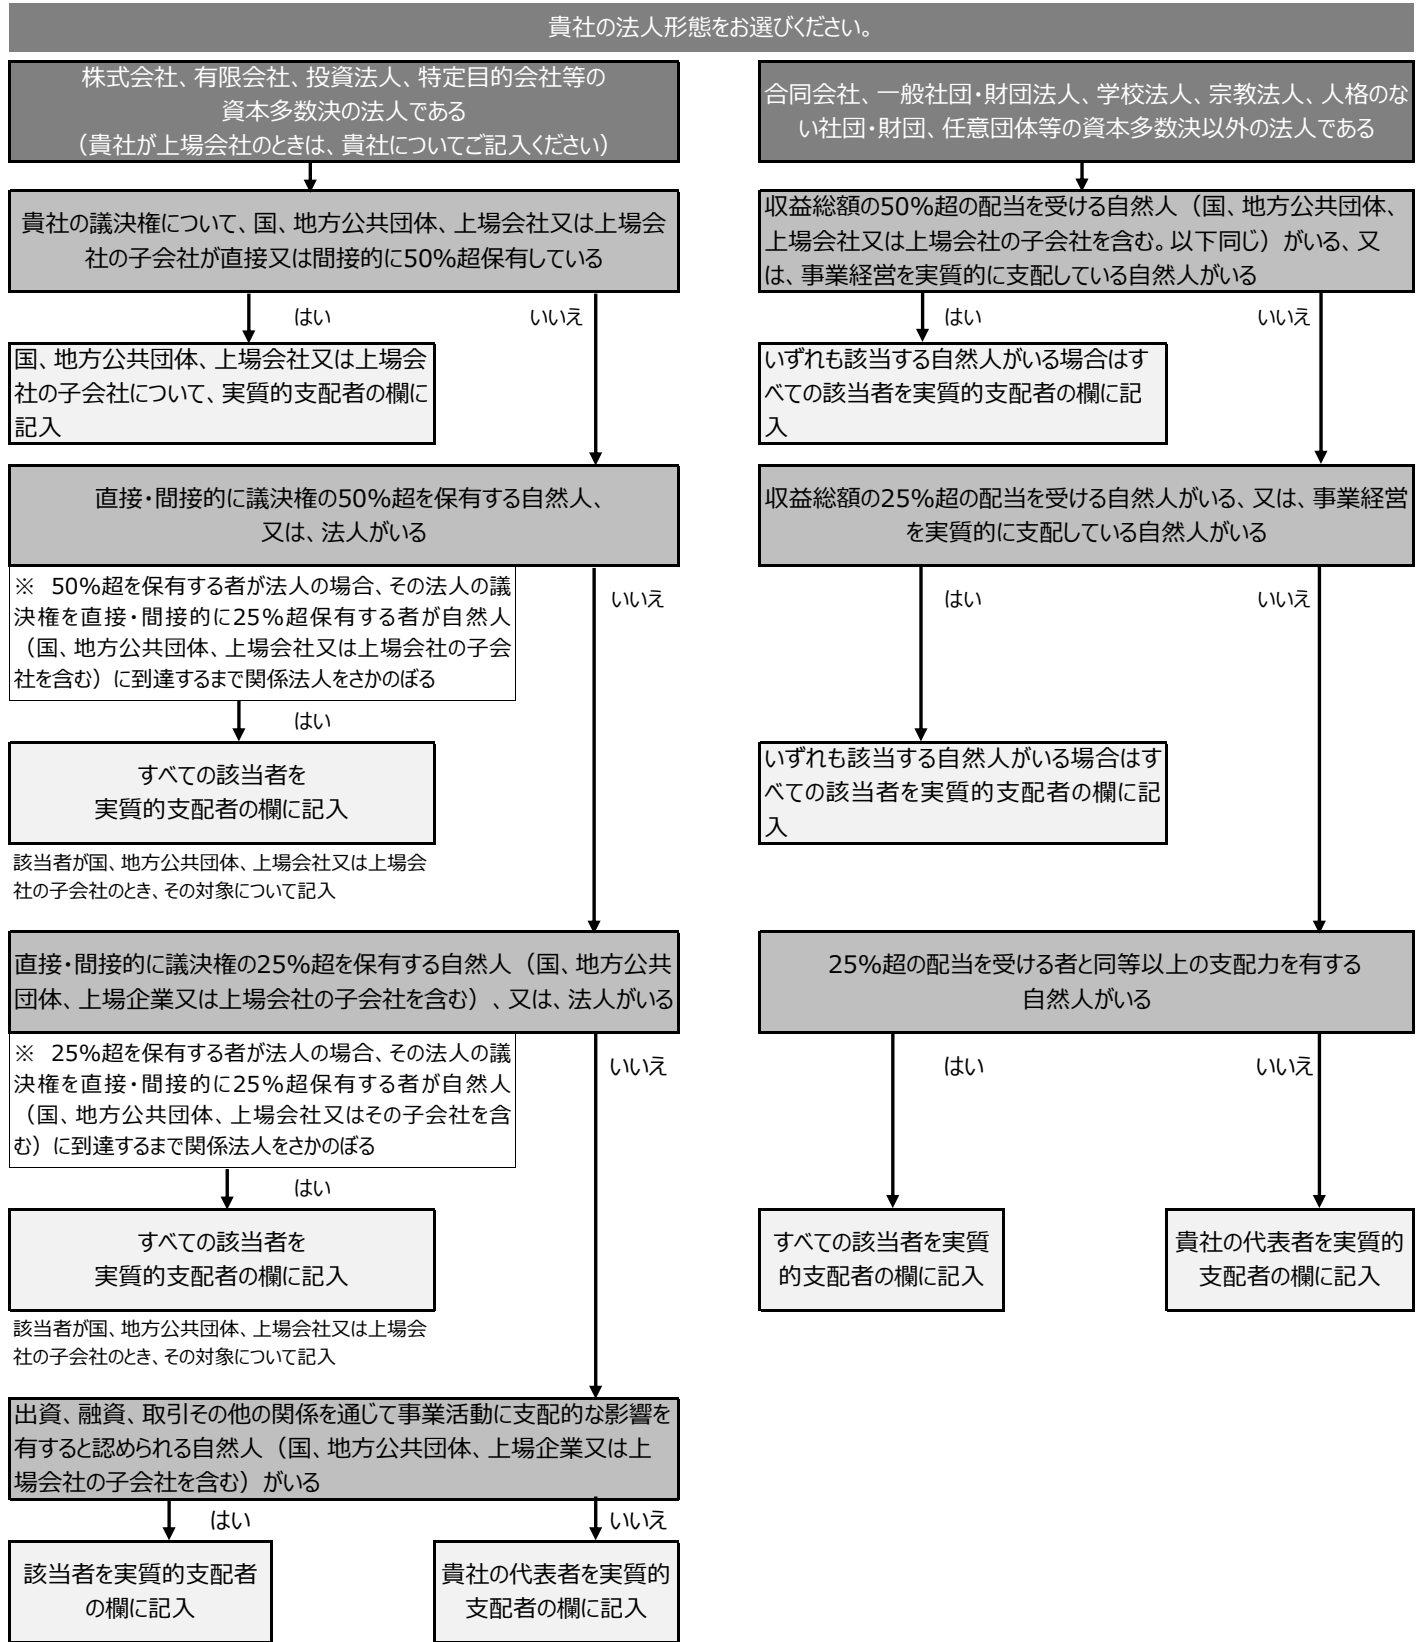 貴社の法人形態をお選びください。
株式会社、有限会社、投資法人、特定目的会社等の
資本多数決の法人である
（貴社が上場会社のときは、貴社についてご記入ください）
貴社の議決権について、国、地方公共団体、上場会社又は上場会
社の子会社が直接又は間接的に50%超保有している
はい
いいえ
国、地方公共団体、上場会社又は上場会
社の子会社について、実質的支配者の欄に
記入
直接・間接的に議決権の50%超を保有する自然人、
又は、法人がいる
※ 50%超を保有する者が法人の場合、その法人の議
決権を直接・間接的に25%超保有する者が自然人
（国、地方公共団体、上場会社又は上場会社の子会
社を含む）に到達するまで関係法人をさかのぼる
いいえ
はい
すべての該当者を
実質的支配者の欄に記入
該当者が国、地方公共団体、上場会社又は上場会
社の子会社のとき、その対象について記入
直接・間接的に議決権の25%超を保有する自然人（国、地方公共
団体、上場企業又は上場会社の子会社を含む）、又は、法人がいる
※ 25%超を保有する者が法人の場合、その法人の議
決権を直接・間接的に25%超保有する者が自然人
（国、地方公共団体、上場会社又はその子会社を含
む）に到達するまで関係法人をさかのぼる
いいえ
はい
すべての該当者を
実質的支配者の欄に記入
該当者が国、地方公共団体、上場会社又は上場会
社の子会社のとき、その対象について記入
出資、融資、取引その他の関係を通じて事業活動に支配的な影響を
有すると認められる自然人（国、地方公共団体、上場企業又は上
場会社の子会社を含む）がいる
はい
いいえ
該当者を実質的支配者
の欄に記入
貴社の代表者を実質的
支配者の欄に記入
合同会社、一般社団・財団法人、学校法人、宗教法人、人格のな
い社団・財団、任意団体等の資本多数決以外の法人である
収益総額の50%超の配当を受ける自然人（国、地方公共団体、
上場会社又は上場会社の子会社を含む。以下同じ）がいる、又
は、事業経営を実質的に支配している自然人がいる
はい
いいえ
いずれも該当する自然人がいる場合はす
べての該当者を実質的支配者の欄に記
入
収益総額の25%超の配当を受ける自然人がいる、又は、事業経営
を実質的に支配している自然人がいる
はい
いいえ
いずれも該当する自然人がいる場合はす
べての該当者を実質的支配者の欄に記
入
25%超の配当を受ける者と同等以上の支配力を有する
自然人がいる
はい
いいえ
すべての該当者を実質
的支配者の欄に記入
貴社の代表者を実質的
支配者の欄に記入